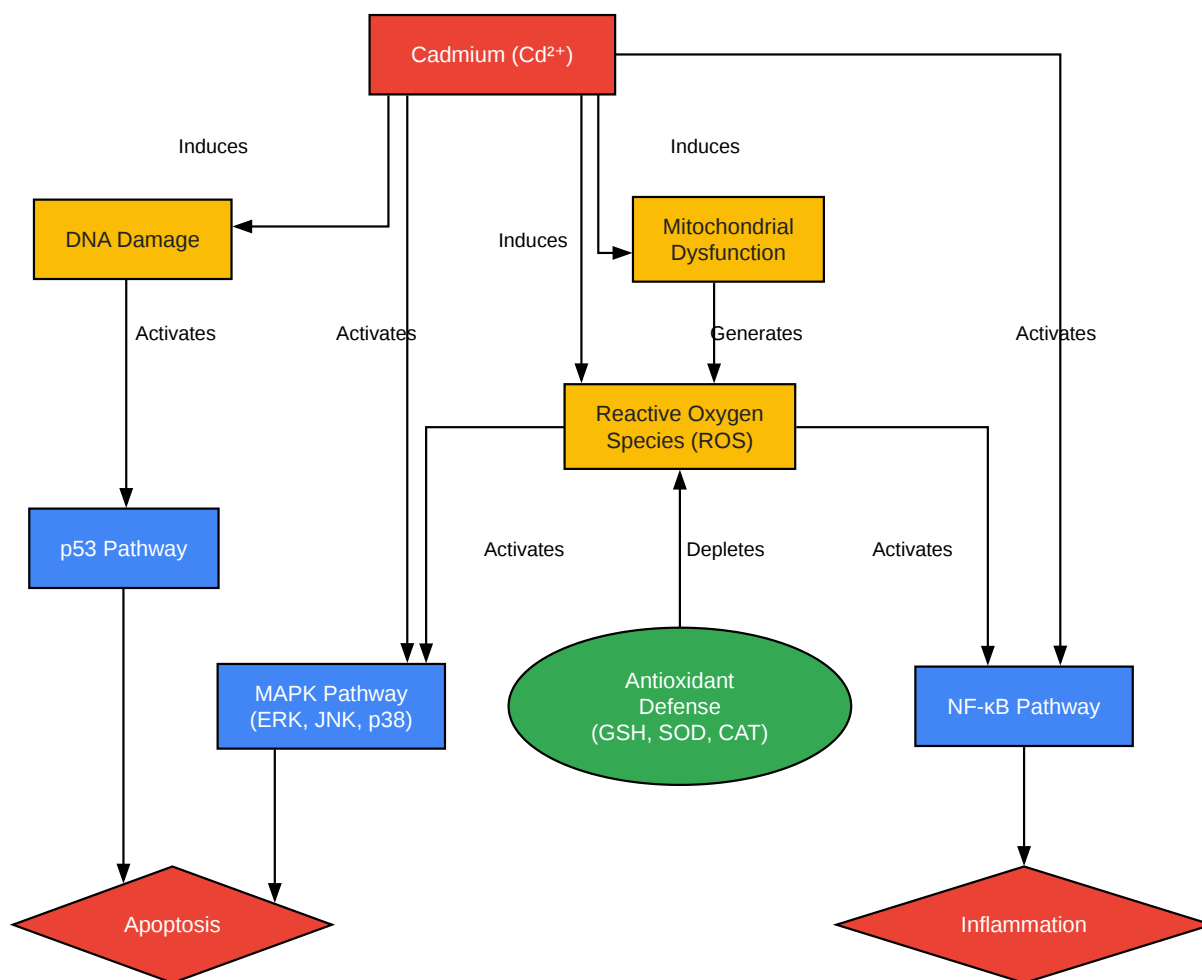 Cadmium (Cd²⁺)
Induces
Induces
DNA Damage
Mitochondrial
Dysfunction
Induces
Activates
Activates
Generates
Activates
Reactive Oxygen
Species (ROS)
p53 Pathway
Activates
Depletes
Activates
MAPK Pathway
(ERK, JNK, p38)
Antioxidant
Defense
(GSH, SOD, CAT)
NF-κB Pathway
Apoptosis
Inflammation